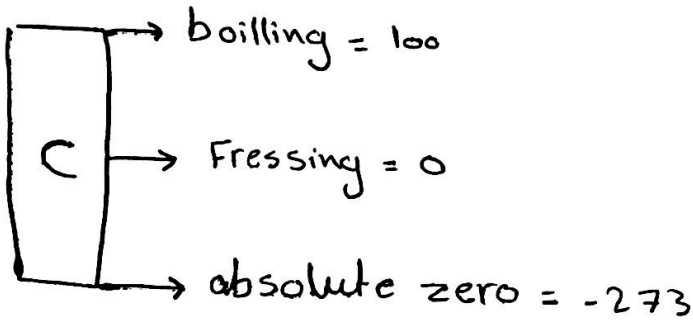 boilling = 100
C
Fressing = 0
absolute zero = -273